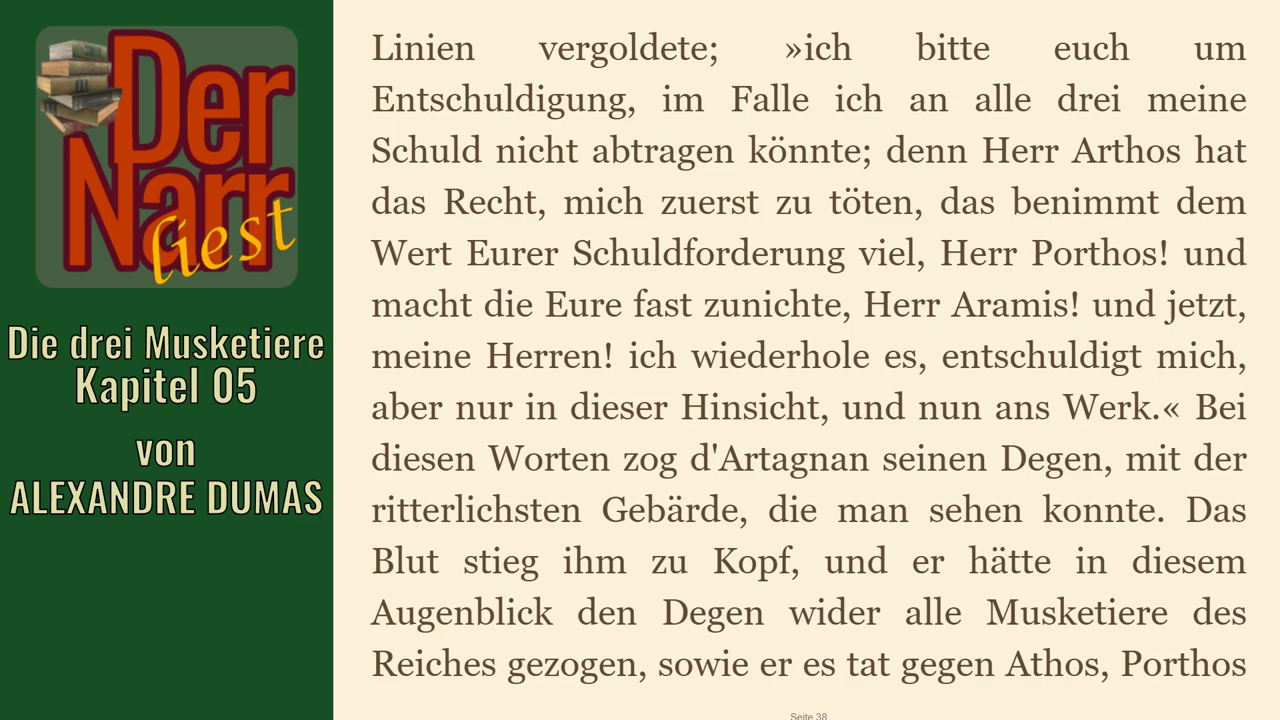 Der
Narr
liest
Die drei Musketiere
Kapitel 05
von
ALEXANDRE DUMAS
Linien vergoldete; »ich bitte euch um
Entschuldigung, im Falle ich an alle drei meine
Schuld nicht abtragen könnte; denn Herr Arthos hat
das Recht, mich zuerst zu töten, das benimmt dem
Wert Eurer Schuldforderung viel, Herr Porthos! und
macht die Eure fast zunichte, Herr Aramis! und jetzt,
meine Herren! ich wiederhole es, entschuldigt mich,
aber nur in dieser Hinsicht, und nun ans Werk.« Bei
diesen Worten zog d'Artagnan seinen Degen, mit der
ritterlichsten Gebärde, die man sehen konnte. Das
Blut stieg ihm zu Kopf, und er hätte in diesem
Augenblick den Degen wider alle Musketiere des
Reiches gezogen, sowie er es tat gegen Athos, Porthos
Seite 38